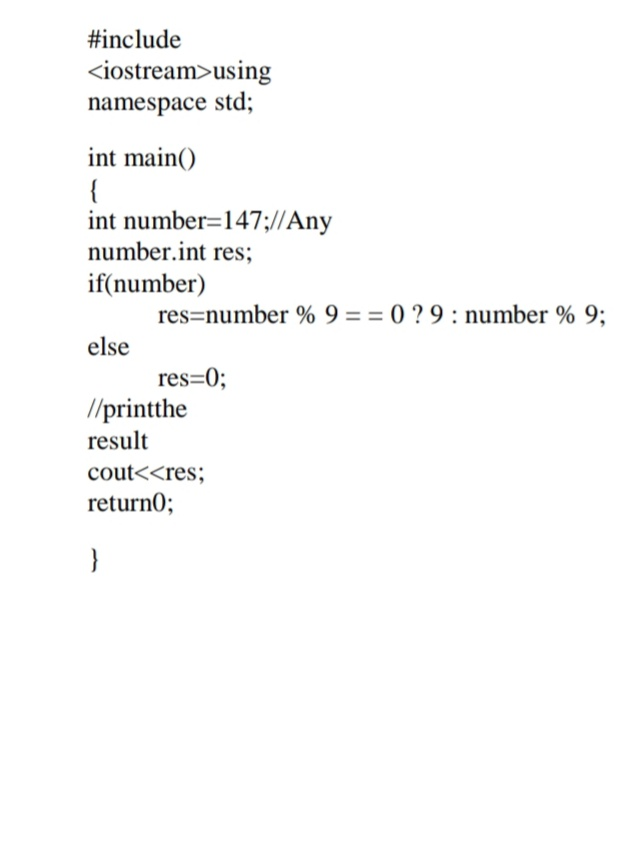 #include
<iostream>using
namespace std;
int main()
{
int number=147;//Any
number.int res;
if(number)
res=number % 9 = = 0 ? 9 : number % 9;
else
res=0;
//printthe
result
cout<<res;
return0;
}